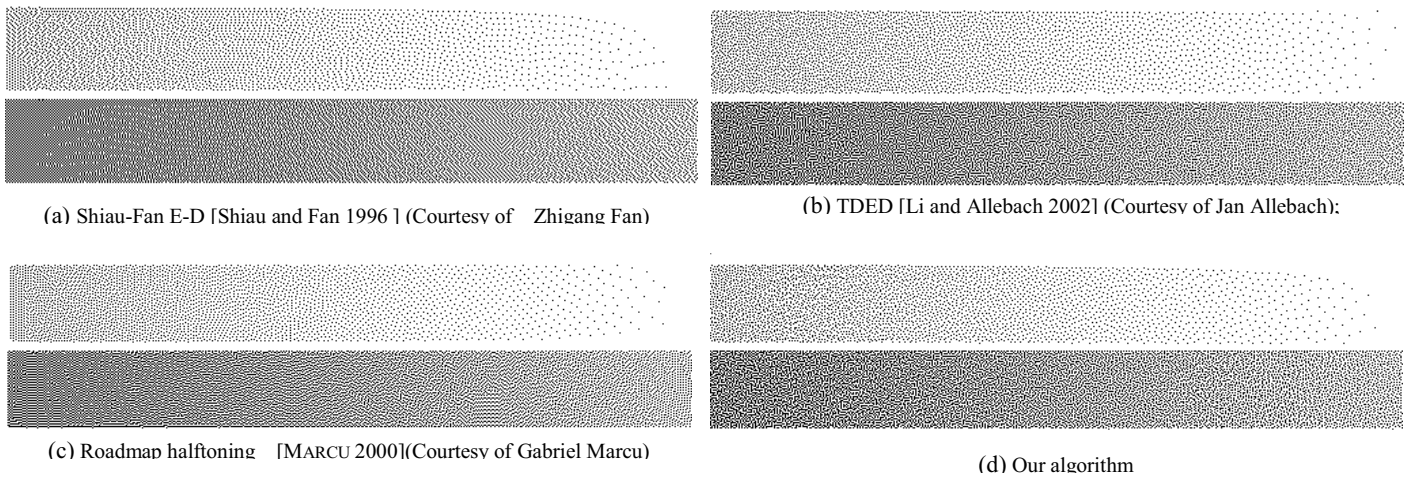 (a) Shiau-Fan E-D [Shiau and Fan 1996 ] (Courtesy of Zhigang Fan)
(b) TDED [Li and Allebach 2002] (Courtesy of Jan Allebach);
(c) Roadmap halftoning [MARCU 2000](Courtesy of Gabriel Marcu)
(d) Our algorithm